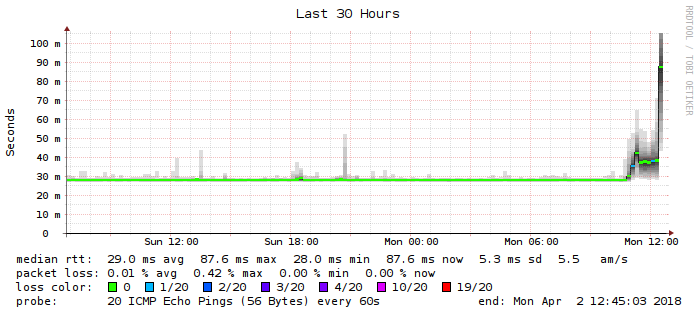 Last 30 Hours
RRDTOOL / TOBI OETIKER
Seconds
100 m
90 m
80 m
70 m
60 m
50 m
40 m
30 m
20 m
10 m
0
Sun 12:00 Sun 18:00 Mon 00:00 Mon 06:00 Mon 12:00
median rtt: 29.0 ms avg 87.6 ms max 28.0 ms min 87.6 ms now 5.3 ms sd 5.5 am/s
packet loss: 0.01 % avg 0.42 % max 0.00 % min 0.00 % now
loss color: 0 1/20 2/20 3/20 4/20 10/20 19/20
probe: 20 ICMP Echo Pings (56 Bytes) every 60s end: Mon Apr 2 12:45:03 2018